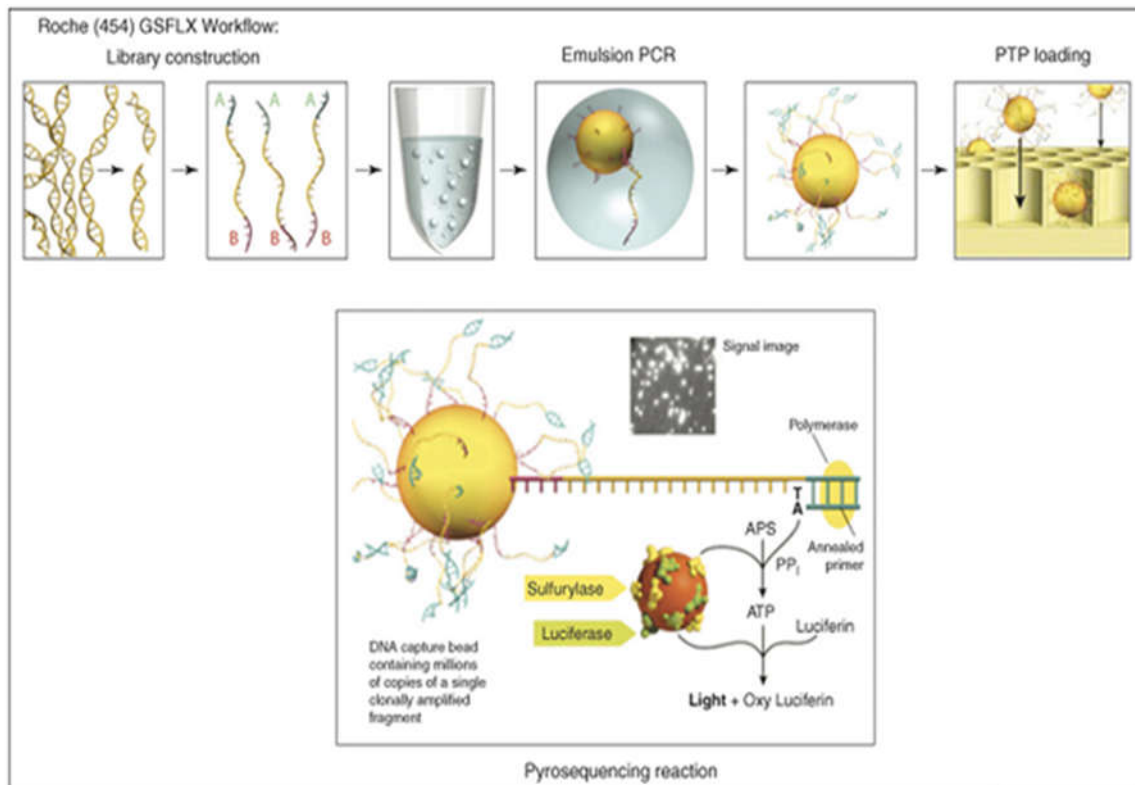 Roche (454) GSFLX Workflow:
Library construction
Emulsion PCR
PTP loading
A A A
B B B
Signal image
Polymerase
T
A
Annealed
primer
APS
PPi
Sulfurylase
ATP
Luciferin
Luciferase
DNA capture bead
containing millions
of copies of a single
clonally amplified
fragment
Light + Oxy Luciferin
Pyrosequencing reaction